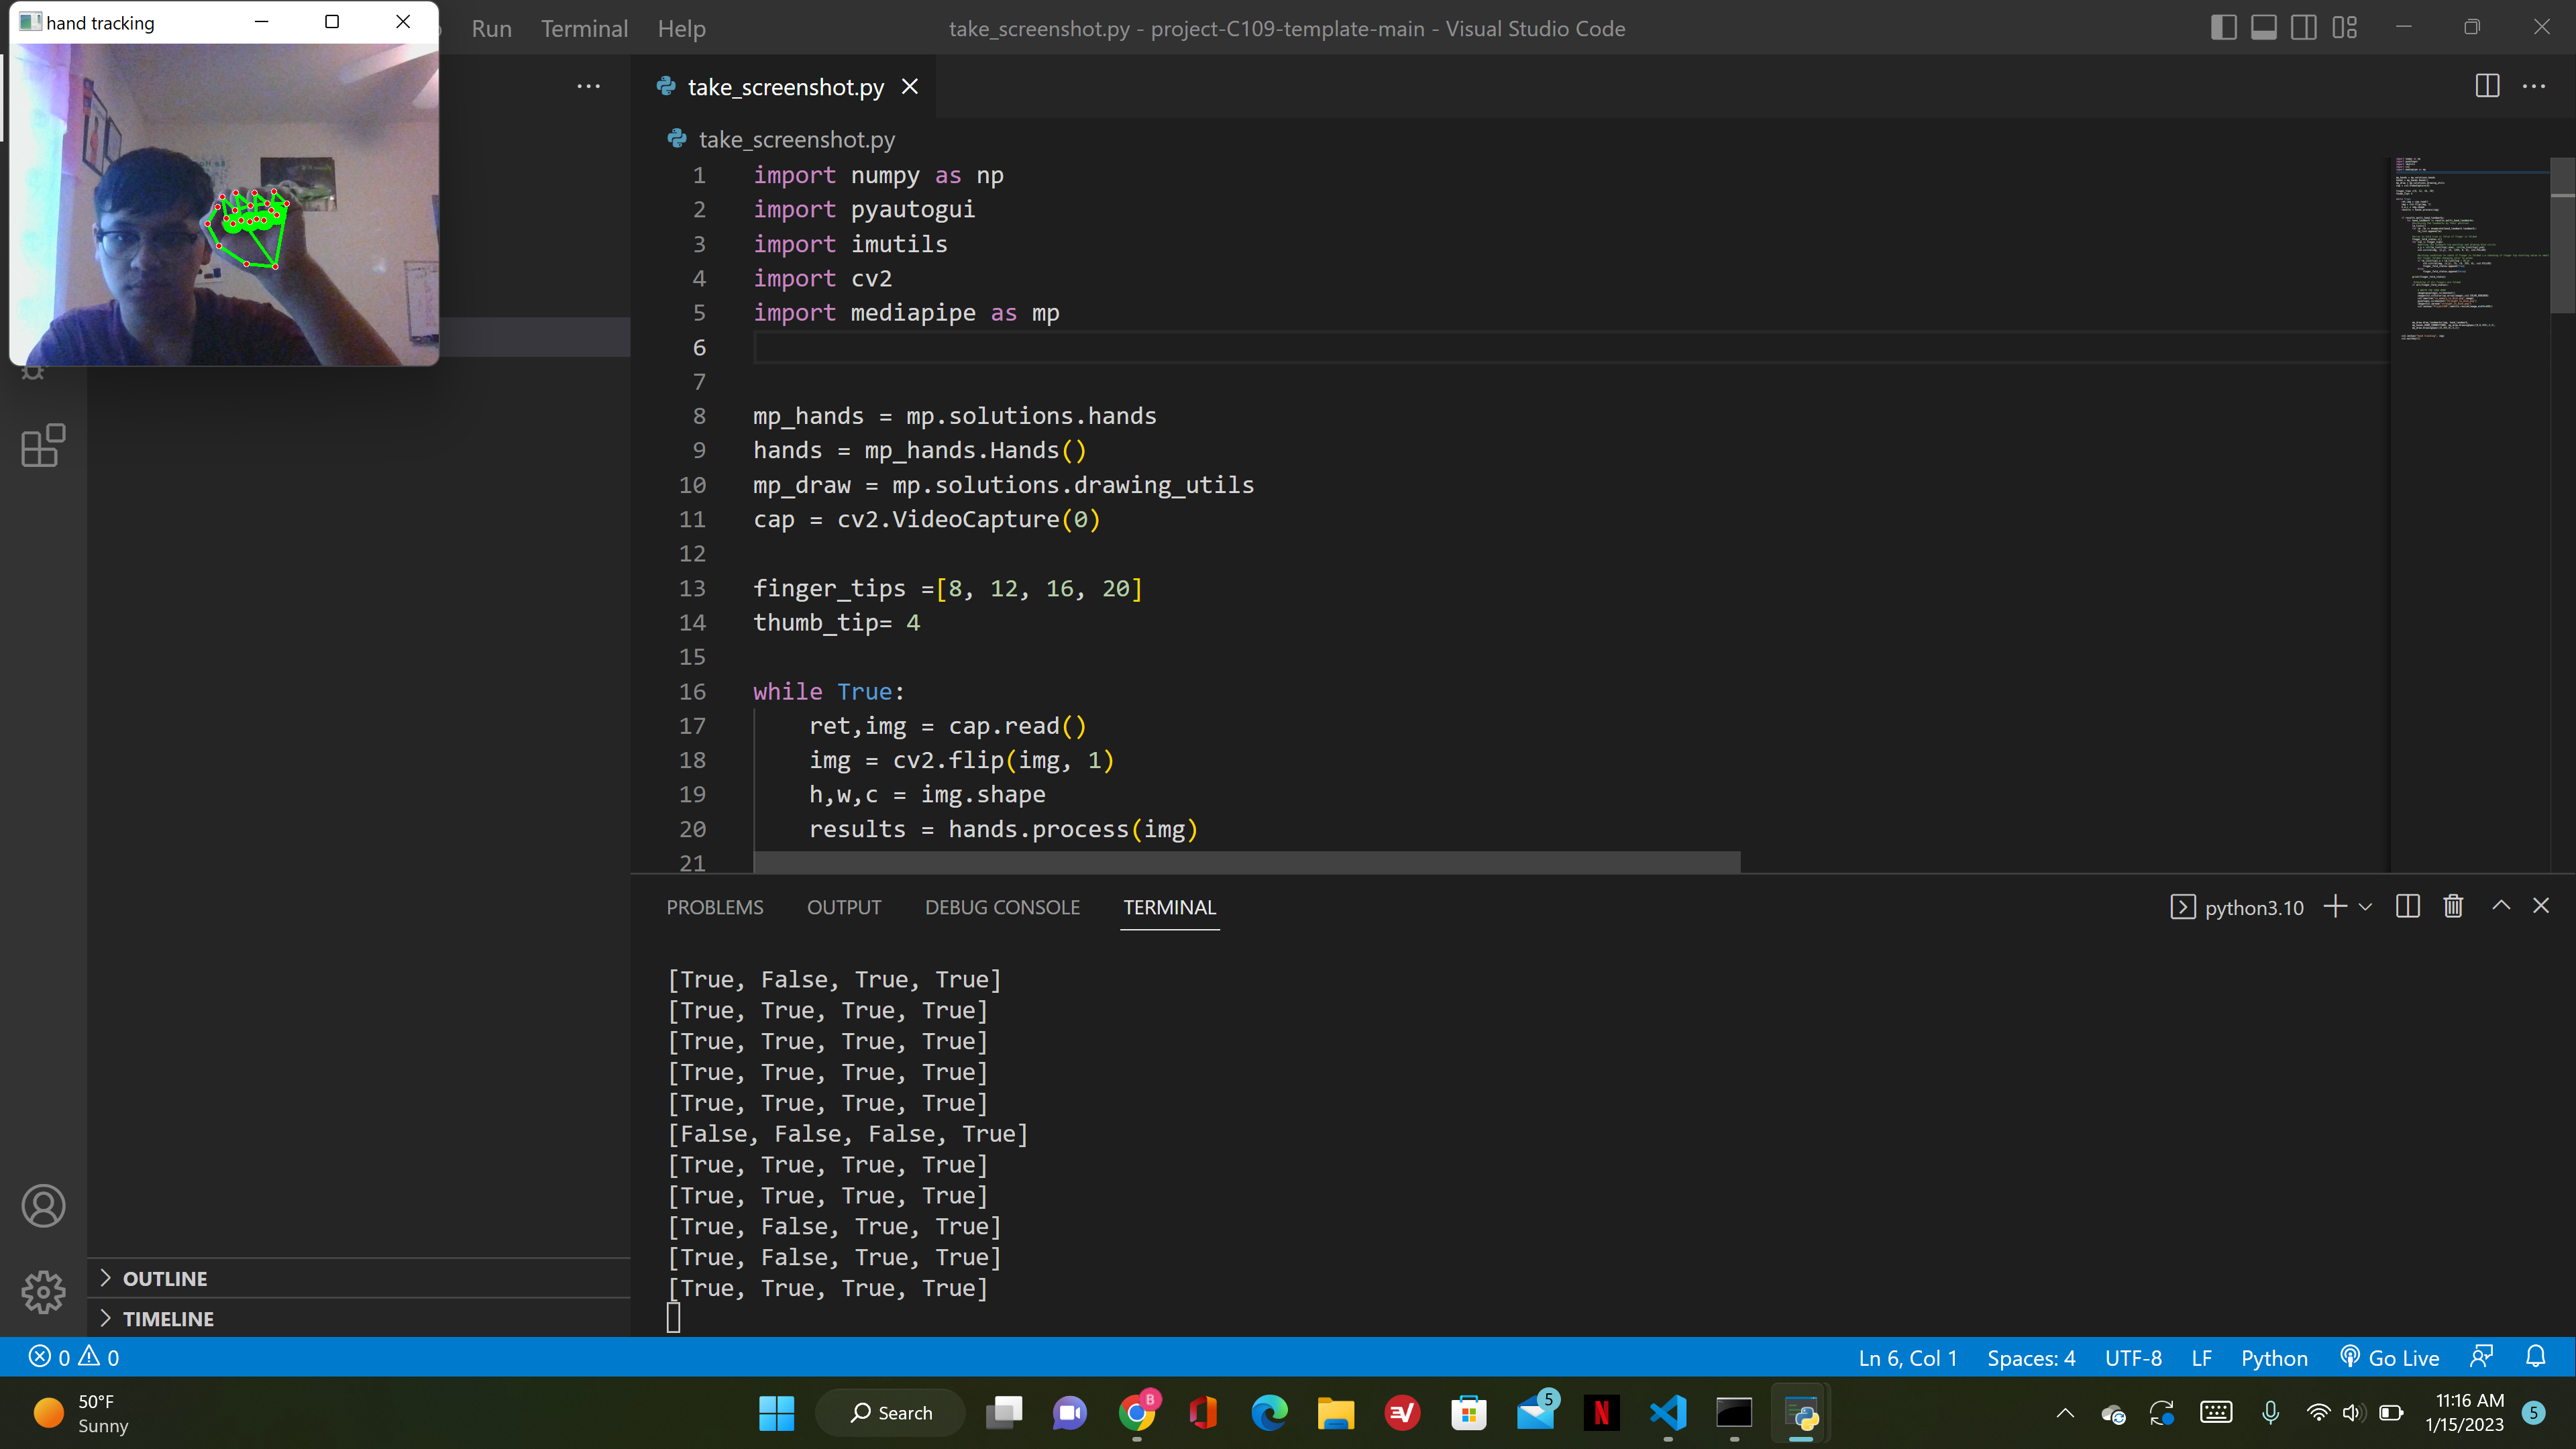 hand tracking
Run Terminal Help
take_screenshot.py - project-C109-template-main - Visual Studio Code
take_screenshot.py
take_screenshot.py
1 import numpy as np
2 import pyautogui
3 import imutils
4 import cv2
5 import mediapipe as mp
6
7
8 mp_hands = mp.solutions.hands
9 hands = mp_hands.Hands()
10 mp_draw = mp.solutions.drawing_utils
11 cap = cv2.VideoCapture(0)
12
13 finger_tips =[8, 12, 16, 20]
14 thumb_tip= 4
15
16 while True:
17 ret,img = cap.read()
18 img = cv2.flip(img, 1)
19 h,w,c = img.shape
20 results = hands.process(img)
21
PROBLEMS OUTPUT DEBUG CONSOLE TERMINAL
python3.10
[True, False, True, True]
[True, True, True, True]
[True, True, True, True]
[True, True, True, True]
[True, True, True, True]
[False, False, False, True]
[True, True, True, True]
[True, True, True, True]
[True, False, True, True]
[True, False, True, True]
[True, True, True, True]
OUTLINE
TIMELINE
0 0
Ln 6, Col 1 Spaces: 4 UTF-8 LF Python Go Live
50°F
Sunny
Search
B
5
11:16 AM
1/15/2023
5